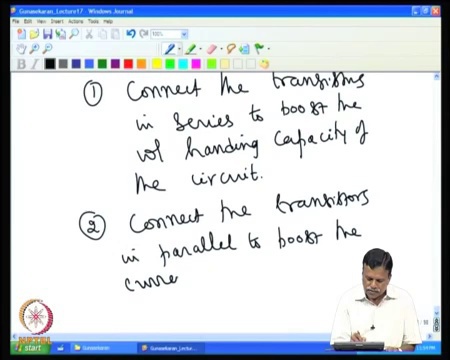 Gunasekaran_Lecture17 - Windows Journal
File Edit View Insert Actions Tools Help
100%
B I
① Connect the transistors
in series to boost the
vol handing capacity of
the circuit.
② Connect the transistors
in parallel to boost the
curre
NPTEL
start Gunasekaran Gunasekaran_Lectu...